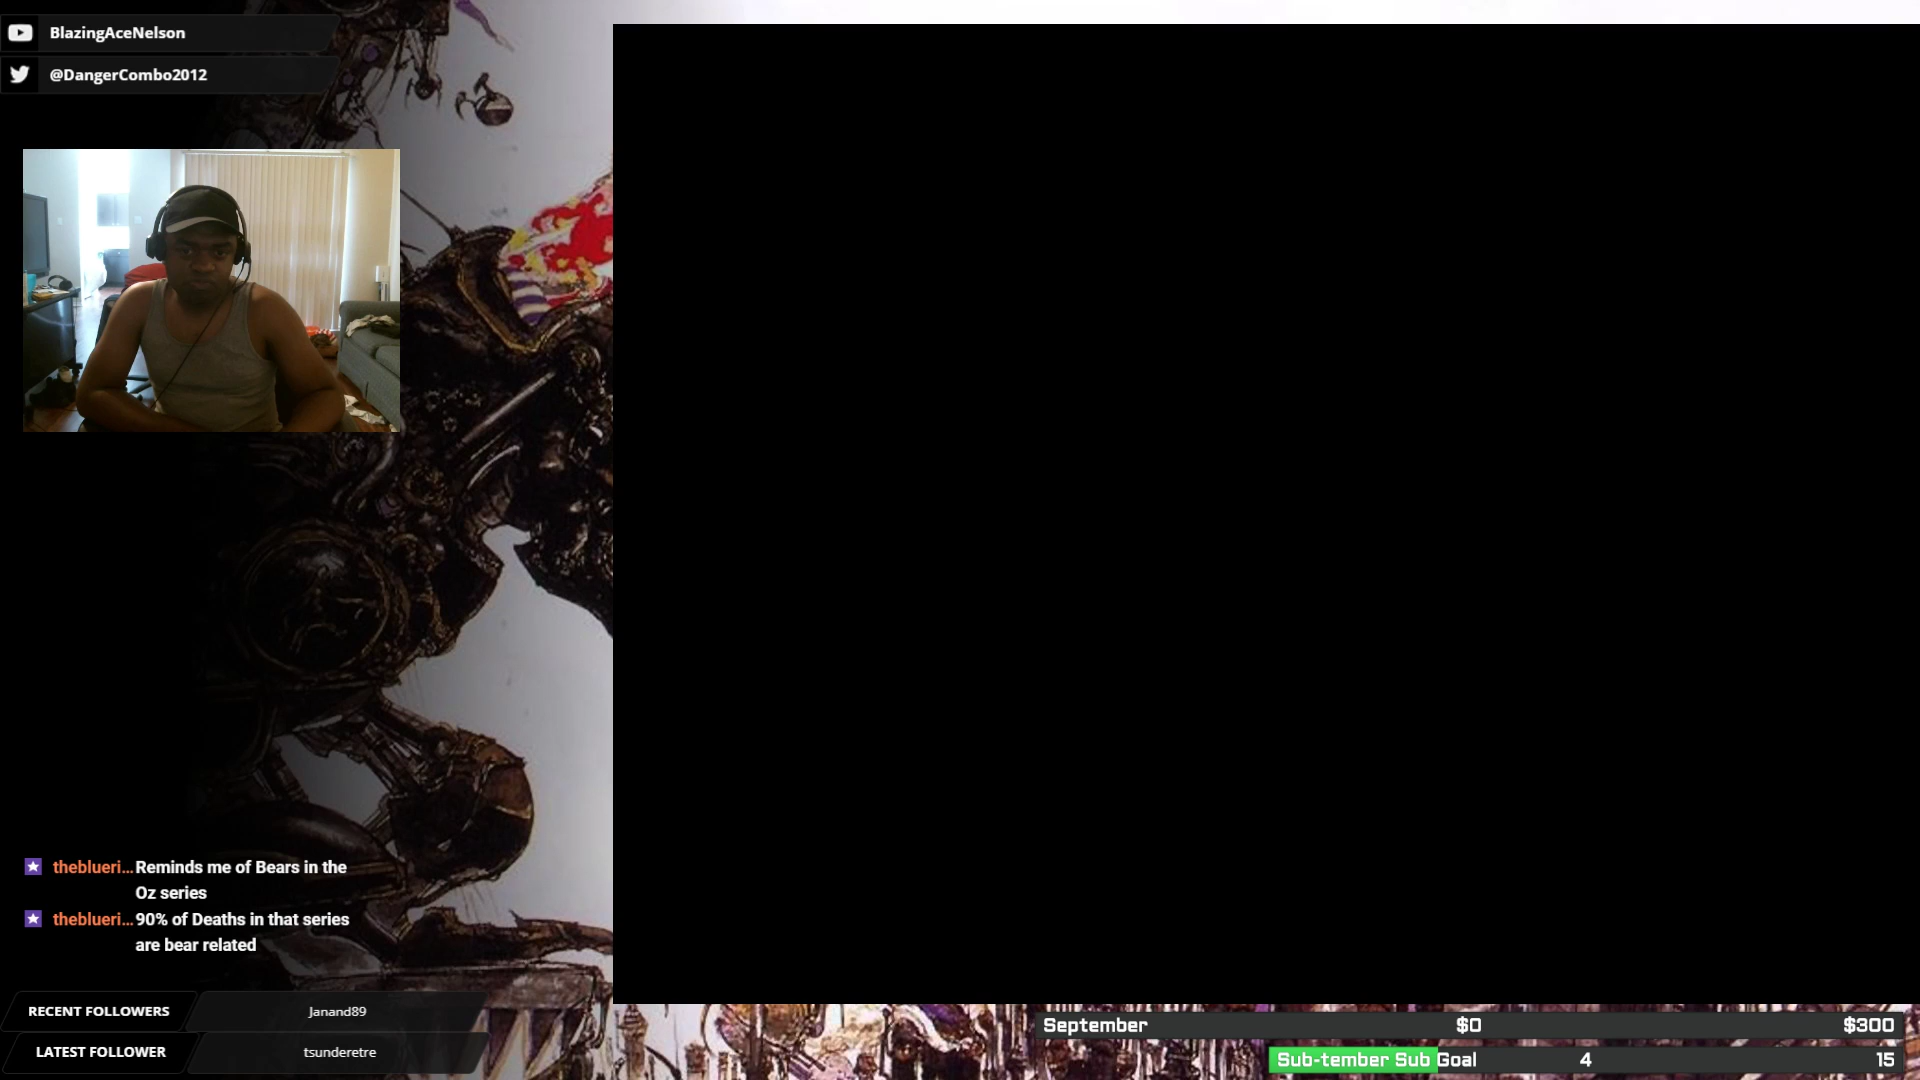 BlazingAceNelson
@DangerCombo2012
theblueri... Reminds me of Bears in the
Oz series
theblueri... 90% of Deaths in that series
are bear related
RECENT FOLLOWERS Janand89
LATEST FOLLOWER tsunderetre
September $0 $300
Sub-tember Sub Goal 4 15